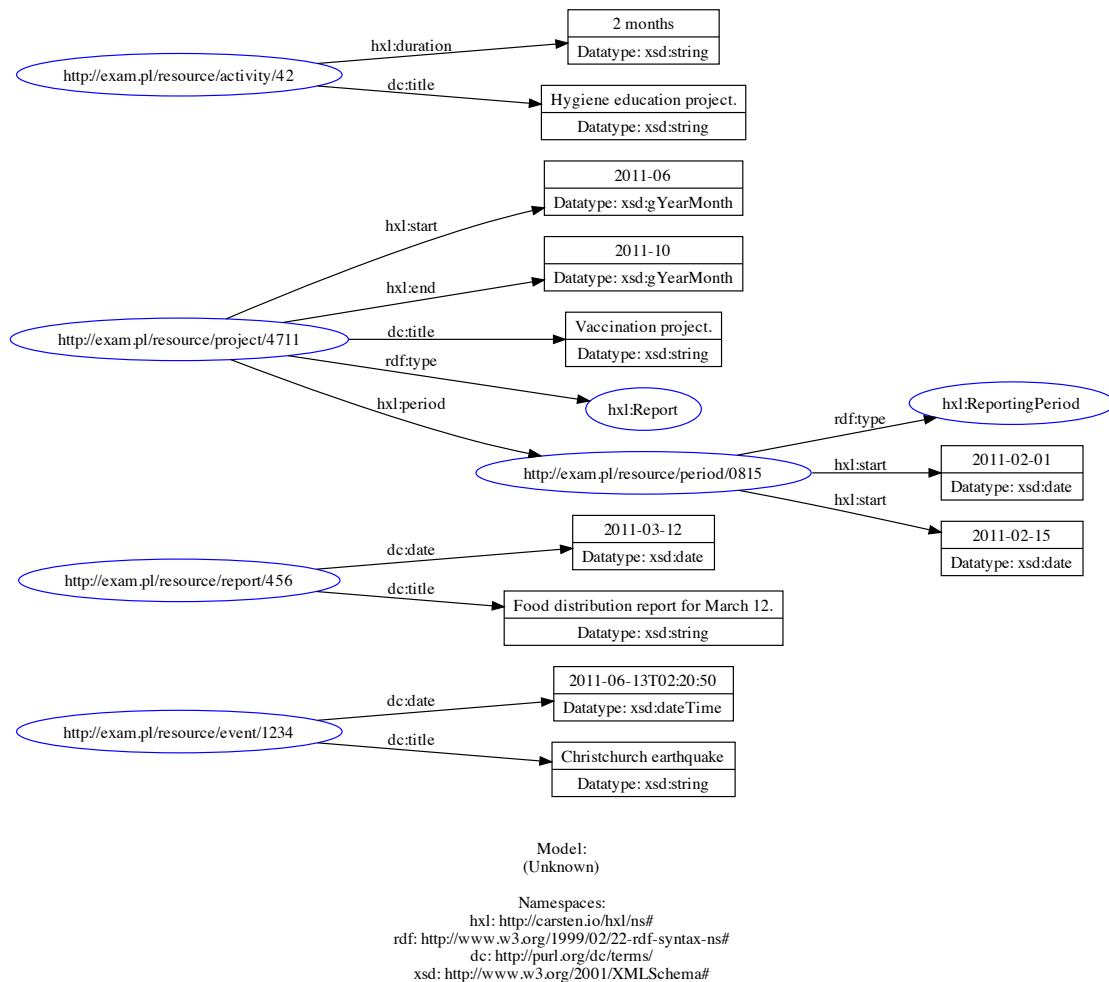 2 months
hxl:duration
Datatype: xsd:string
http://exam.pl/resource/activity/42
dc:title
Hygiene education project.
Datatype: xsd:string
2011-06
Datatype: xsd:gYearMonth
hxl:start
2011-10
hxl:end
Datatype: xsd:gYearMonth
http://exam.pl/resource/project/4711
dc:title
Vaccination project.
Datatype: xsd:string
rdf:type
hxl:Report
hxl:period
hxl:ReportingPeriod
rdf:type
http://exam.pl/resource/period/0815
hxl:start
2011-02-01
Datatype: xsd:date
hxl:start
2011-02-15
Datatype: xsd:date
2011-03-12
dc:date
Datatype: xsd:date
http://exam.pl/resource/report/456
dc:title
Food distribution report for March 12.
Datatype: xsd:string
2011-06-13T02:20:50
dc:date
Datatype: xsd:dateTime
http://exam.pl/resource/event/1234
dc:title
Christchurch earthquake
Datatype: xsd:string
Model:
(Unknown)
Namespaces:
hxl: http://carsten.io/hxl/ns#
rdf: http://www.w3.org/1999/02/22-rdf-syntax-ns#
dc: http://purl.org/dc/terms/
xsd: http://www.w3.org/2001/XMLSchema#